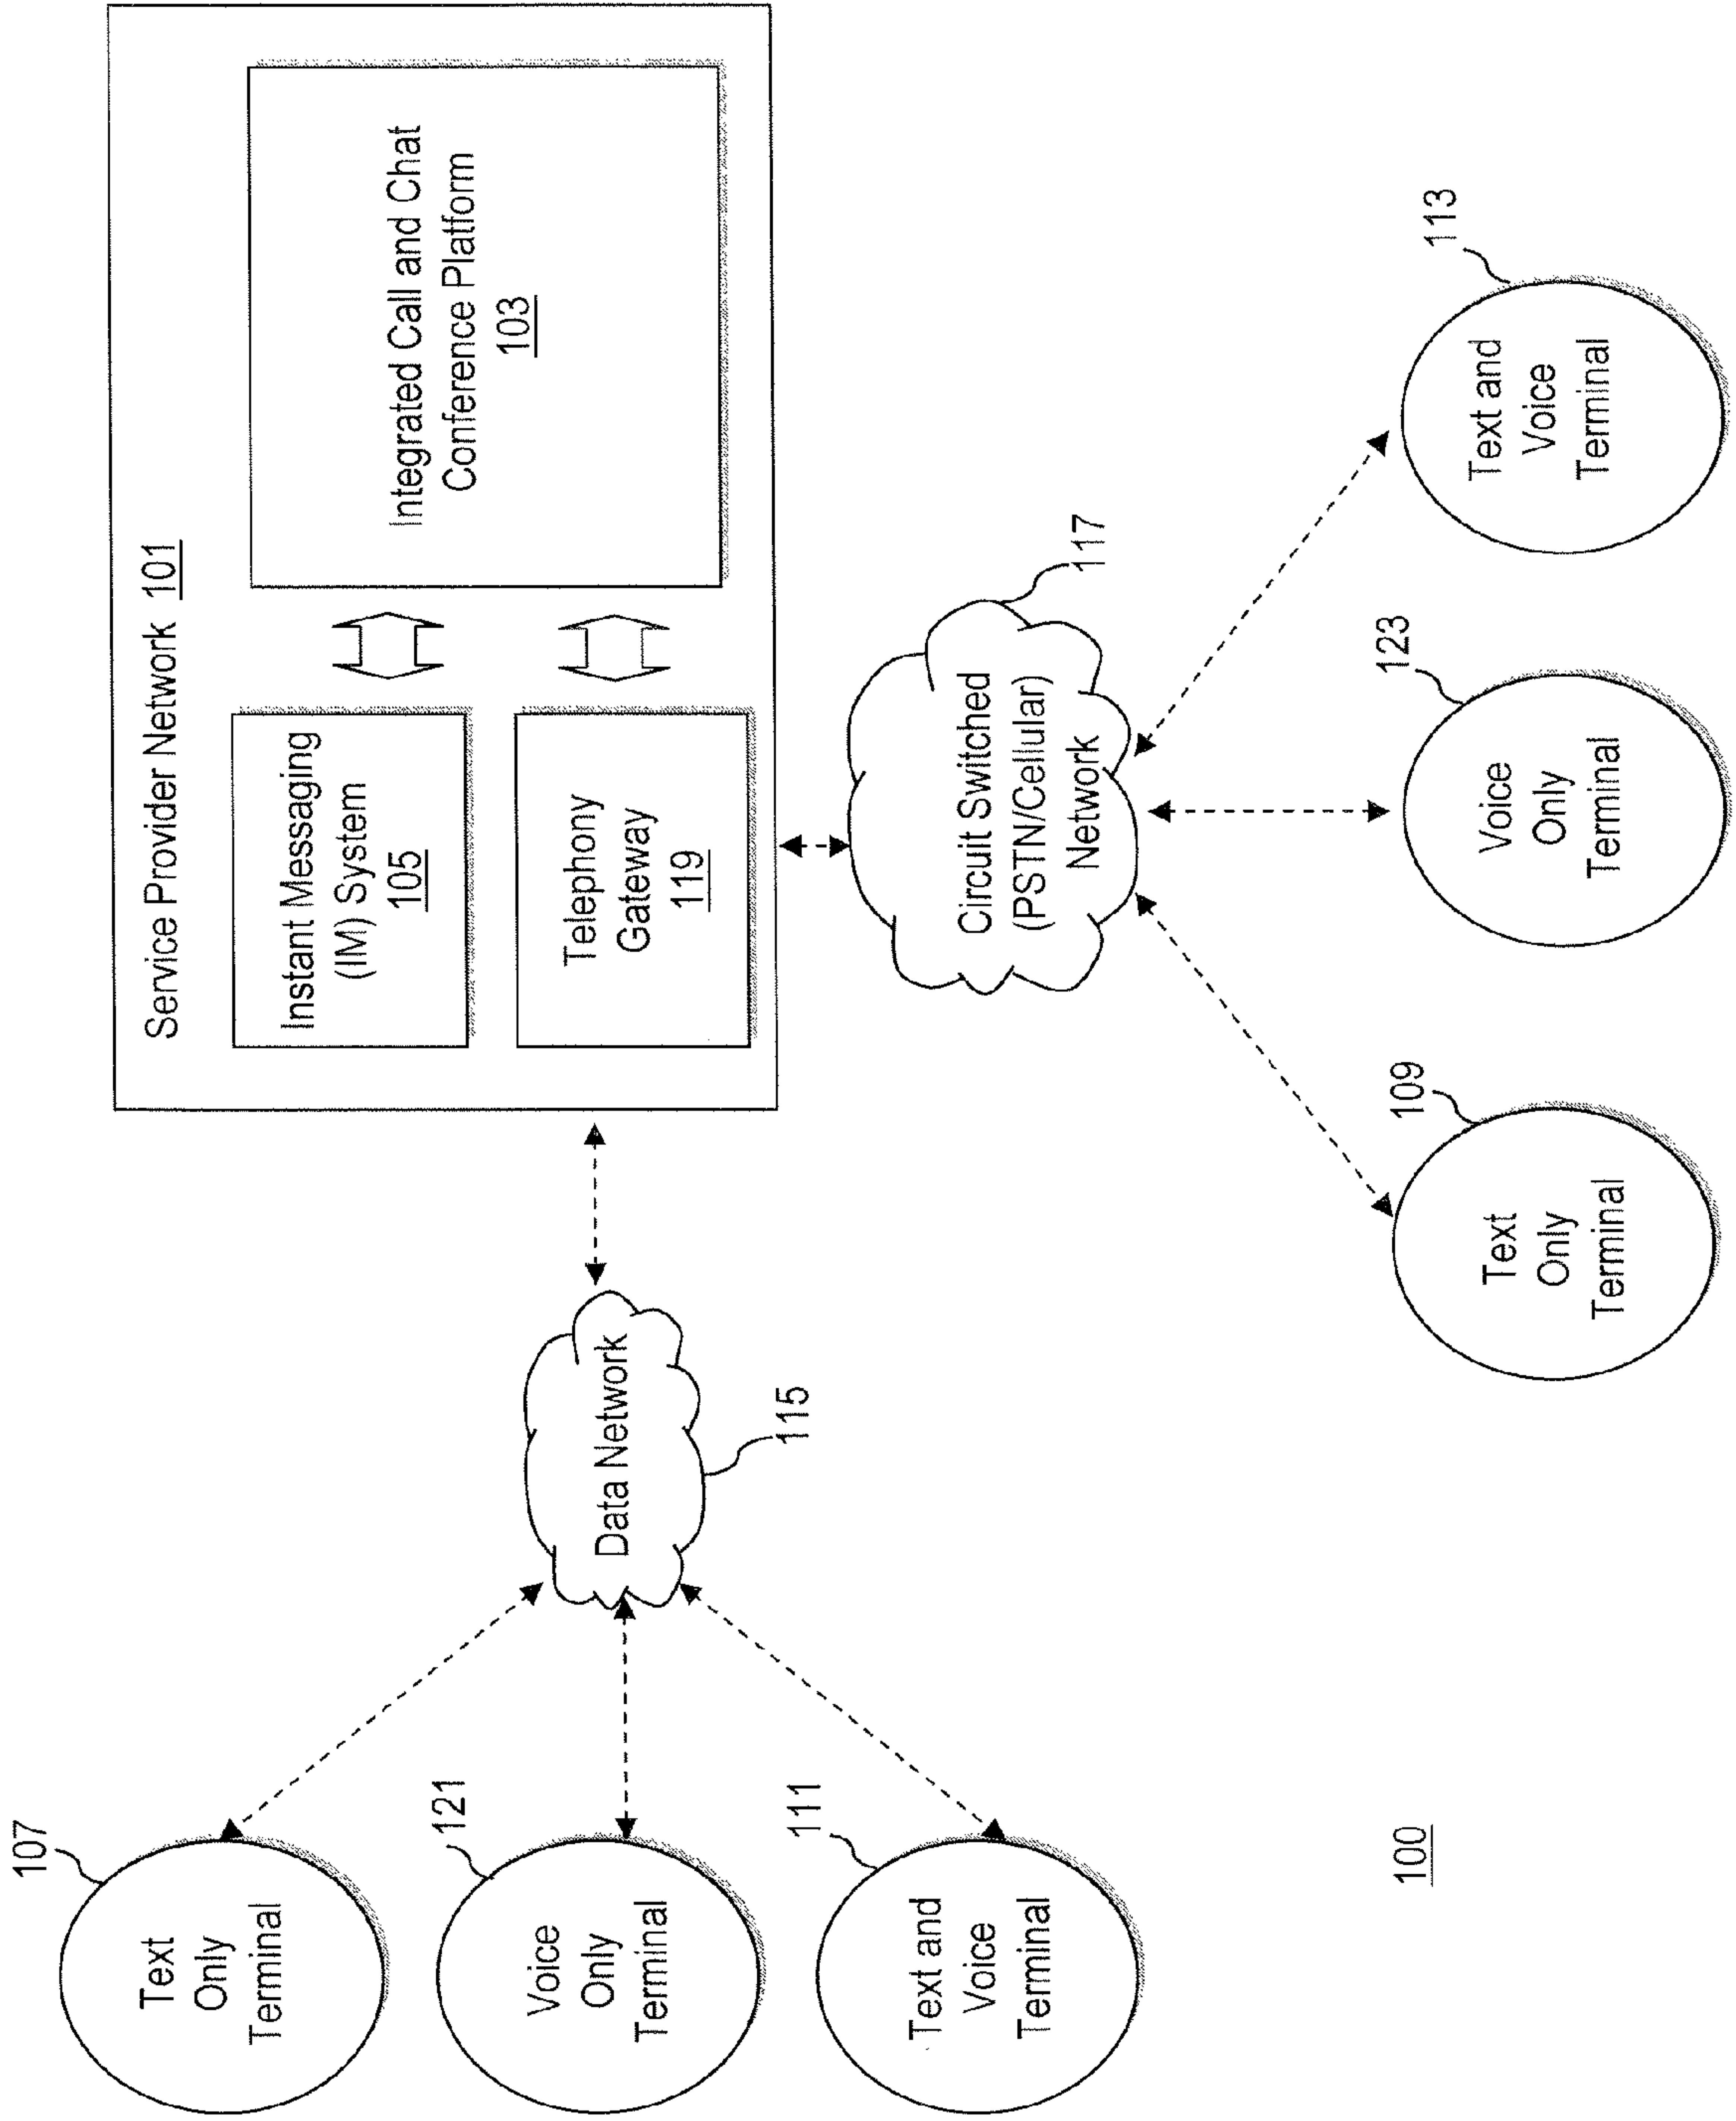 Service Provider Network 101
Instant Messaging
(IM) System
105
Integrated Call and Chat
Conference Platform
103
Telephony
Gateway
119
107
Text
Only
Terminal
121
Voice
Only
Terminal
111
Text and
Voice
Terminal
Data Network
115
Circuit Switched
(PSTN/Cellular)
Network
117
109
Text
Only
Terminal
123
Voice
Only
Terminal
113
Text and
Voice
Terminal
100